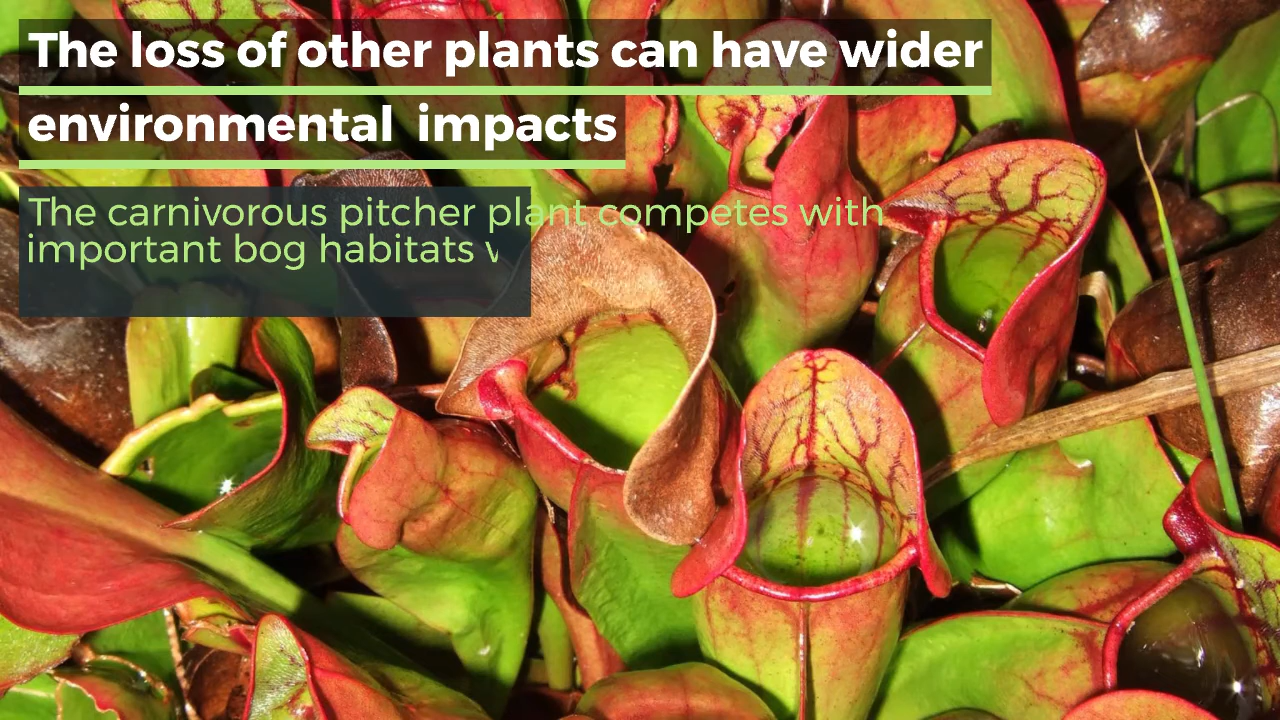 The loss of other plants can have wider
environmental impacts
The carnivorous pitcher plant competes with
important bog habitats